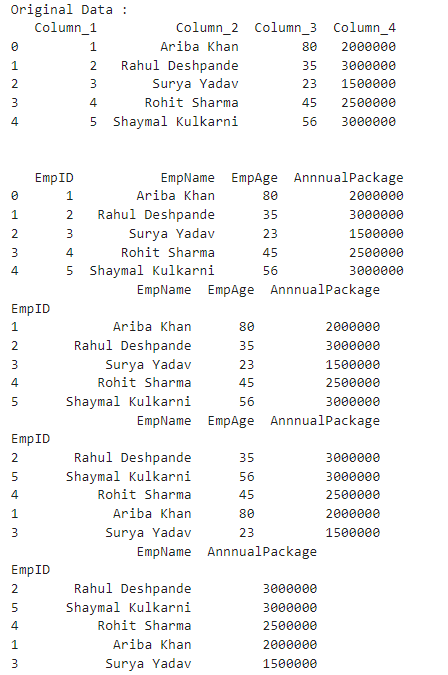 Original Data :
Column_1 Column_2 Column_3 Column_4
0 1 Ariba Khan 80 2000000
1 2 Rahul Deshpande 35 3000000
2 3 Surya Yadav 23 1500000
3 4 Rohit Sharma 45 2500000
4 5 Shaymal Kulkarni 56 3000000
EmpID EmpName EmpAge AnnnualPackage
0 1 Ariba Khan 80 2000000
1 2 Rahul Deshpande 35 3000000
2 3 Surya Yadav 23 1500000
3 4 Rohit Sharma 45 2500000
4 5 Shaymal Kulkarni 56 3000000
EmpName EmpAge AnnnualPackage
EmpID
1 Ariba Khan 80 2000000
2 Rahul Deshpande 35 3000000
3 Surya Yadav 23 1500000
4 Rohit Sharma 45 2500000
5 Shaymal Kulkarni 56 3000000
EmpName EmpAge AnnnualPackage
EmpID
2 Rahul Deshpande 35 3000000
5 Shaymal Kulkarni 56 3000000
4 Rohit Sharma 45 2500000
1 Ariba Khan 80 2000000
3 Surya Yadav 23 1500000
EmpName AnnnualPackage
EmpID
2 Rahul Deshpande 3000000
5 Shaymal Kulkarni 3000000
4 Rohit Sharma 2500000
1 Ariba Khan 2000000
3 Surya Yadav 1500000